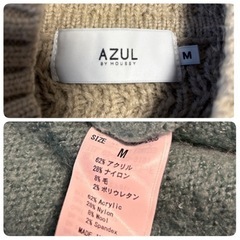 AZUL
BY MOUSSY
M
SIZE M
62% アクリル
28% ナイロン
8% 毛
2% ポリウレタン
62% Acrylic
28% Nylon
8% Wool
2% Spandex
MADE